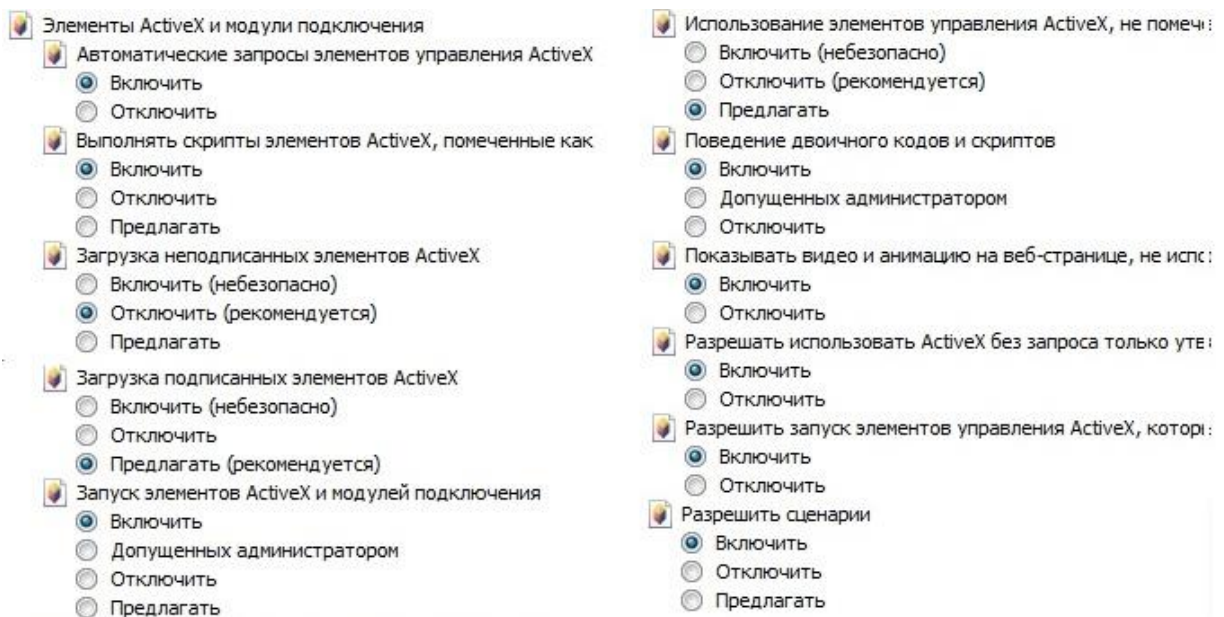 Элементы ActiveX и модули подключения
Автоматические запросы элементов управления ActiveX
Включить
Отключить
Выполнять скрипты элементов ActiveX, помеченные как
Включить
Отключить
Предлагать
Загрузка неподписанных элементов ActiveX
Включить (небезопасно)
Отключить (рекомендуется)
Предлагать
Загрузка подписанных элементов ActiveX
Включить (небезопасно)
Отключить
Предлагать (рекомендуется)
Запуск элементов ActiveX и модулей подключения
Включить
Допущенных администратором
Отключить
Предлагать
Использование элементов управления ActiveX, не
Включить (небезопасно)
Отключить (рекомендуется)
Предлагать
Поведение двоичного кодов и скриптов
Включить
Допущенных администратором
Отключить
Показывать видео и анимацию на веб-странице, не
Включить
Отключить
Разрешать использовать ActiveX без запроса только
Включить
Отключить
Разрешить запуск элементов управления ActiveX,
Включить
Отключить
Разрешить сценарии
Включить
Отключить
Предлагать